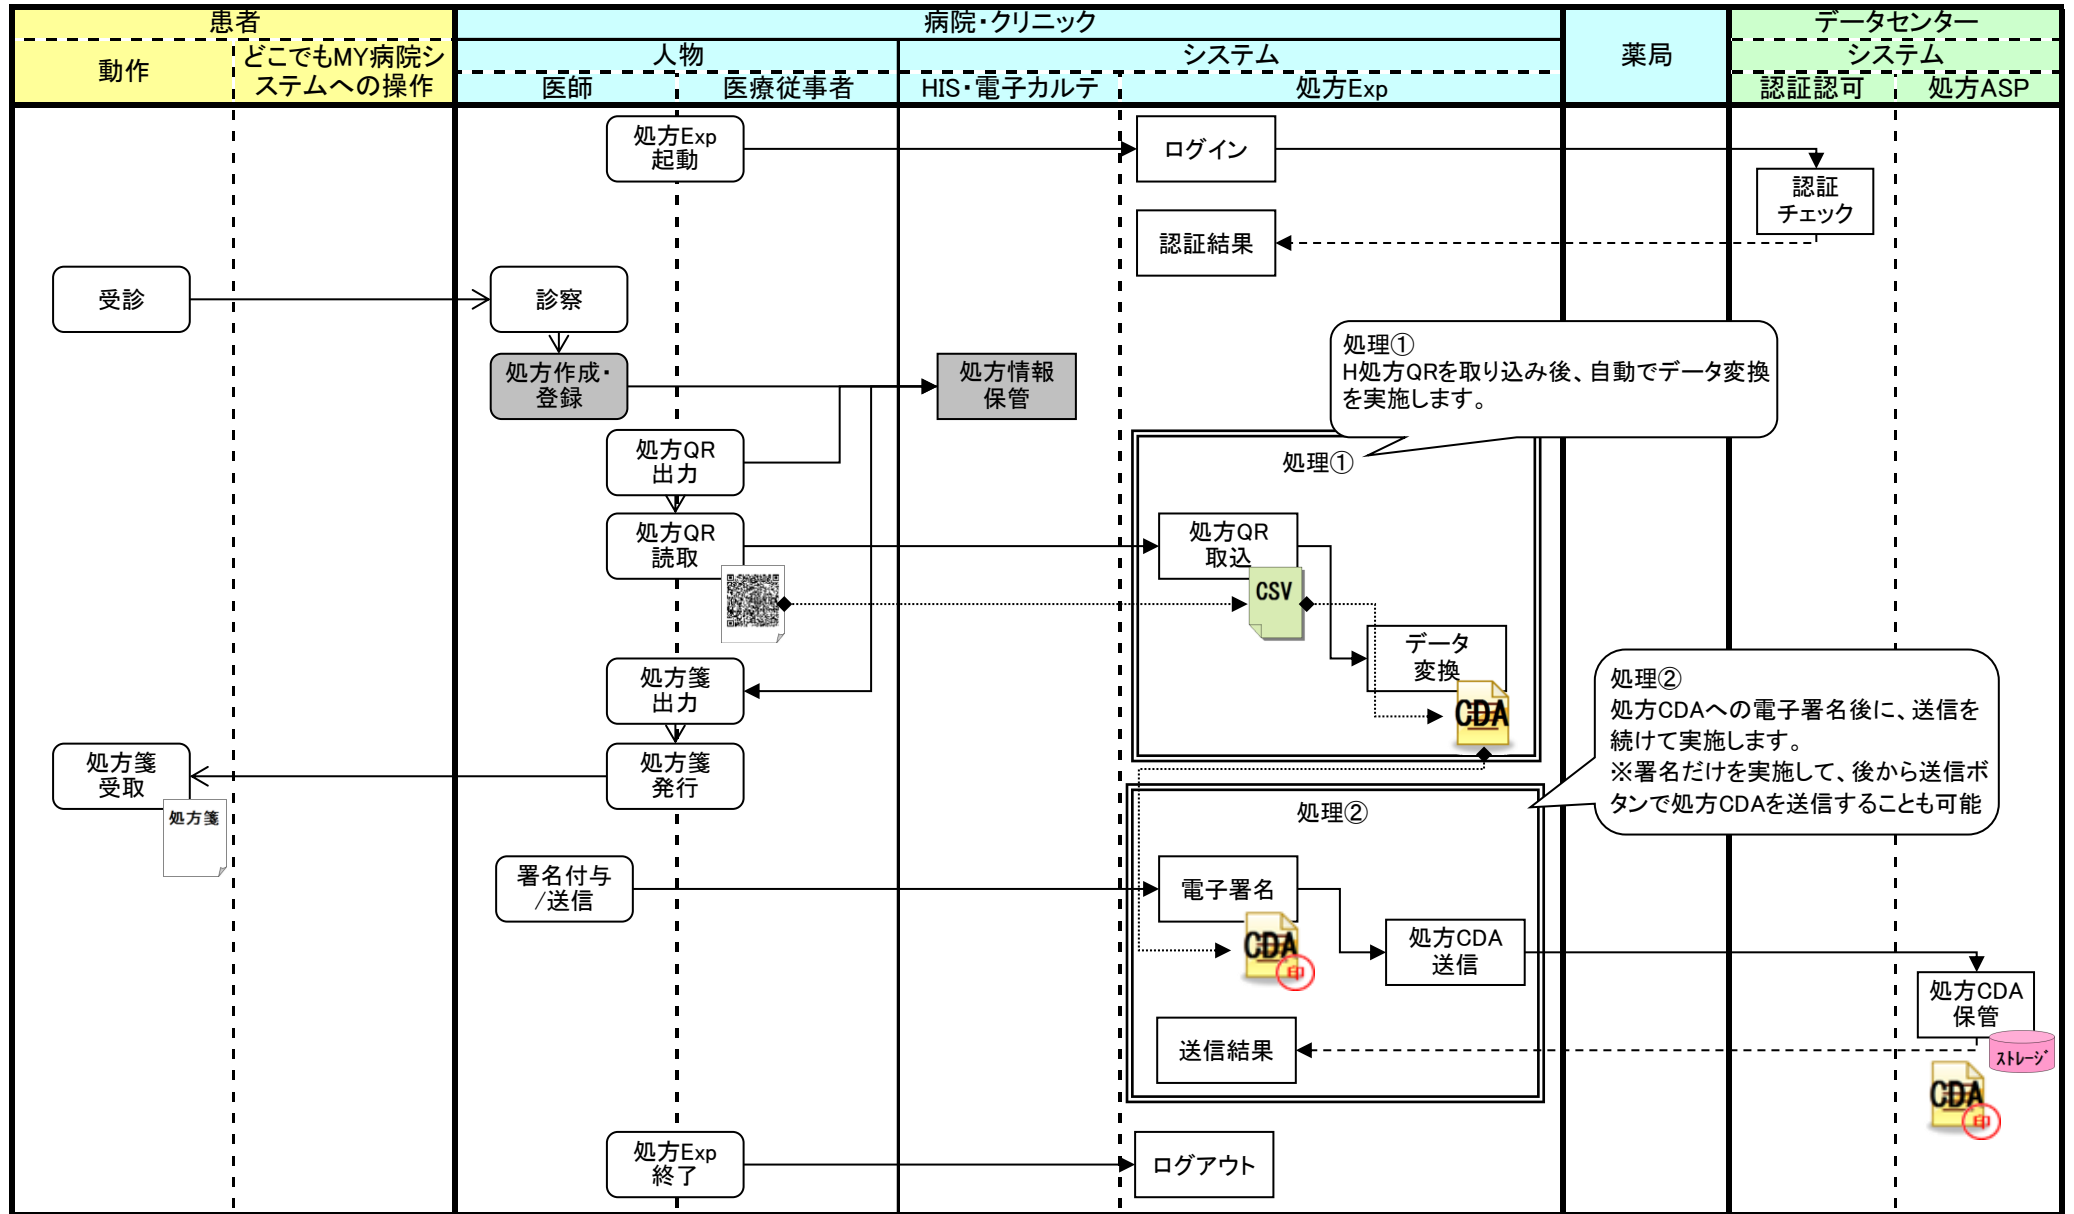 患者
病院・クリニック
薬局
データセンター
動作
どこでもMY病院シ
ステムへの操作
人物
システム
システム
医師
医療従事者
HIS・電子カルテ
処方Exp
認証認可
処方ASP
処方Exp
起動
ログイン
認証
チェック
認証結果
受診
診察
処方作成・
登録
処方情報
保管
処理①
H処方QRを取り込み後、自動でデータ変換
を実施します。
処方QR
出力
処理①
処方QR
読取
処方QR
取込
CSV
データ
変換
CDA
処方箋
出力
処理②
処方CDAへの電子署名後に、送信を
続けて実施します。
※署名だけを実施して、後から送信ボ
タンで処方CDAを送信することも可能
処方箋
受取
処方箋
処方箋
発行
処理②
署名付与
/送信
電子署名
CDA
印
処方CDA
送信
処方CDA
保管
ｽﾄﾚｰｼﾞ
送信結果
CDA
印
処方Exp
終了
ログアウト